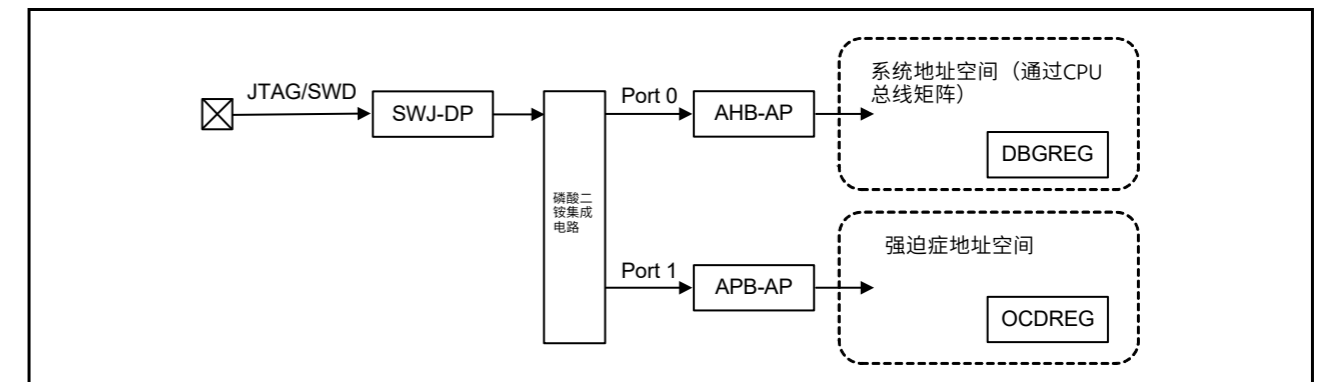 JTAG/SWD
SWJ-DP
磷酸二
铵集成
电路
Port 0
AHB-AP
系统地址空间（通过CPU
总线矩阵）
DBGREG
Port 1
APB-AP
强迫症地址空间
OCDREG